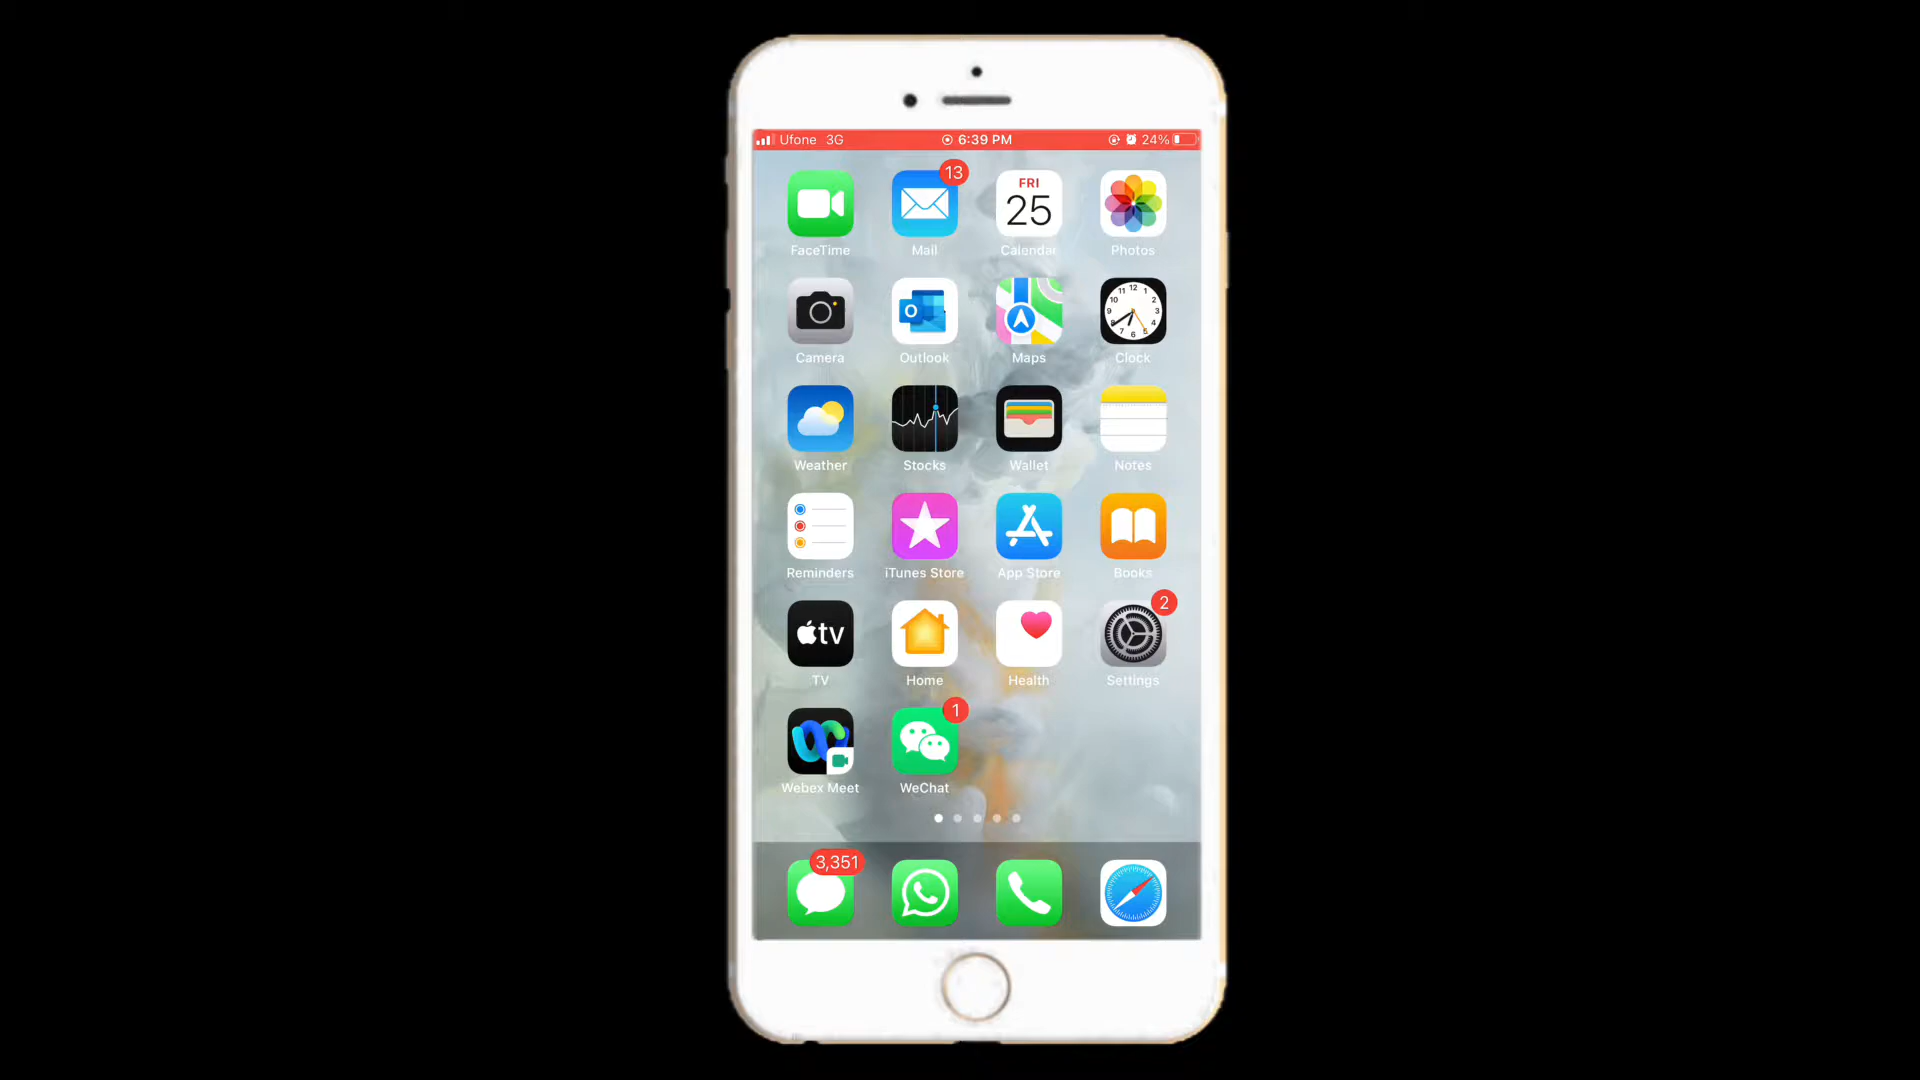 Ufone 3G 6:39 PM 24%
13 FRI
25
FaceTime Mail Calendar Photos
Camera Outlook Maps Clock
Weather Stocks Wallet Notes
Reminders iTunes Store App Store Books
2
tv
TV Home Health Settings
1
Webex Meet WeChat
3,351